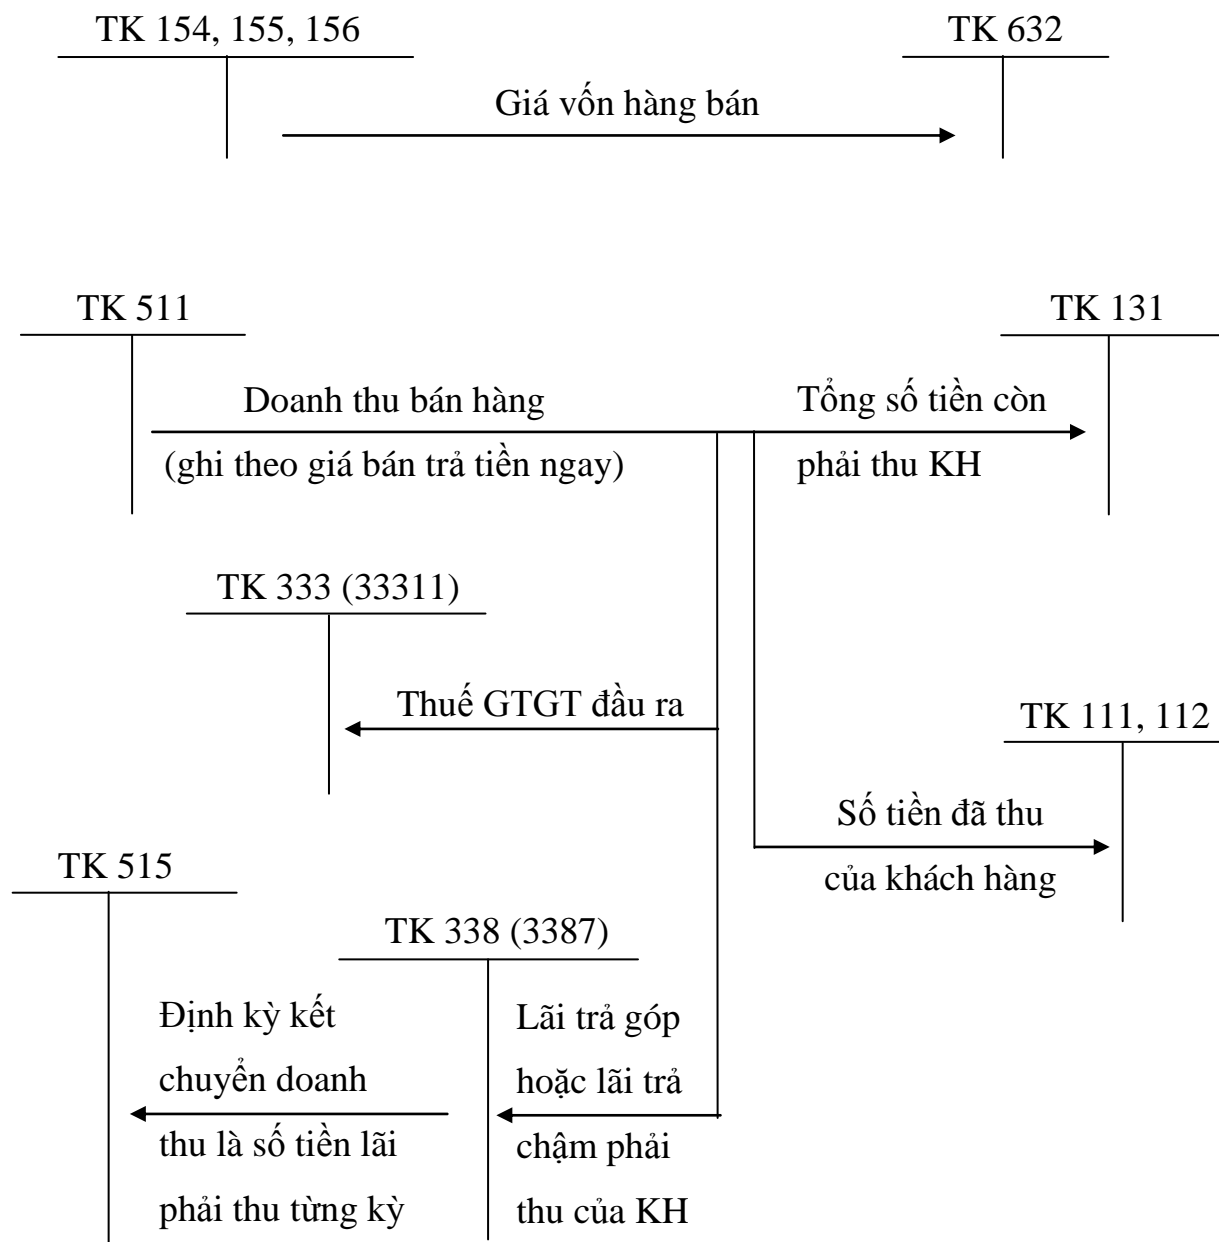 TK 154, 155, 156
TK 632
Giá vốn hàng bán
TK 511
TK 131
Doanh thu bán hàng
(ghi theo giá bán trả tiền ngay)
Tổng số tiền còn
phải thu KH
TK 333 (33311)
Thuế GTGT đầu ra
TK 111, 112
Số tiền đã thu
của khách hàng
TK 515
TK 338 (3387)
Định kỳ kết
chuyển doanh
thu là số tiền lãi
phải thu từng kỳ
Lãi trả góp
hoặc lãi trả
chậm phải
thu của KH